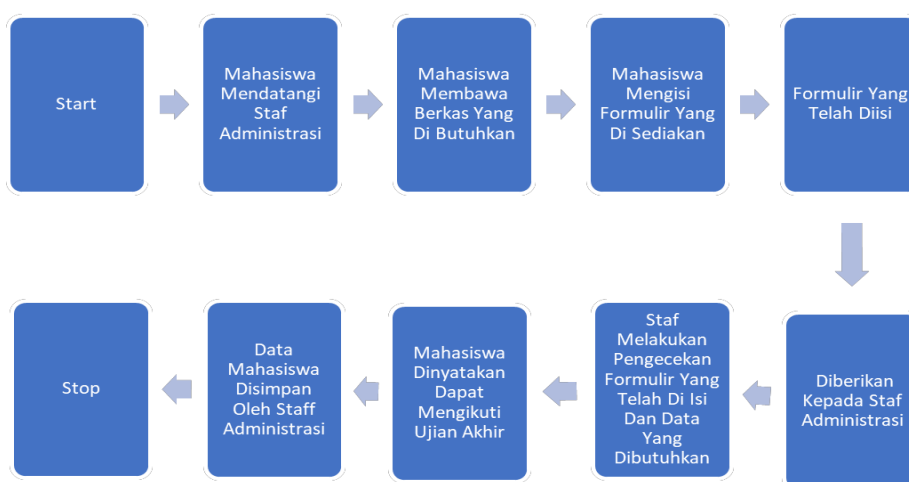 Start
Mahasiswa
Mendatangi
Staf
Administrasi
Mahasiswa
Membawa
Berkas Yang
Di Butuhkan
Mahasiswa
Mengisi
Formulir Yang
Di Sediakan
Formulir Yang
Telah Diisi
Diberikan
Kepada Staf
Administrasi
Staf
Melakukan
Pengecekan
Formulir Yang
Telah Di Isi
Dan Data
Yang
Dibutuhkan
Mahasiswa
Dinyatakan
Dapat
Mengikuti
Ujian Akhir
Data
Mahasiswa
Disimpan
Oleh Staff
Administrasi
Stop